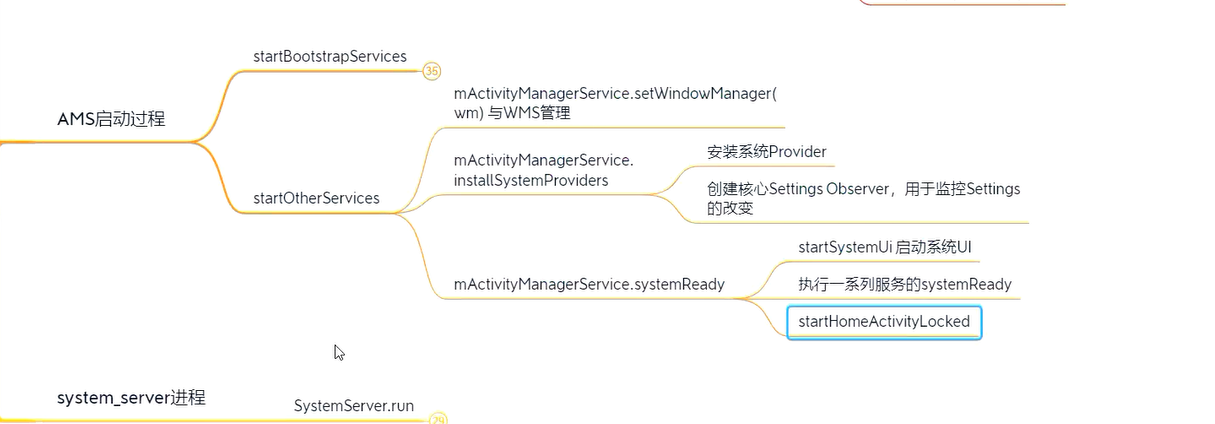 startBootstrapServices
35
AMS启动过程
mActivityManagerService.setWindowManager(
wm) 与WMS管理
mActivityManagerService.
installSystemProviders
安装系统Provider
创建核心Settings Observer，用于监控Settings
的改变
startOtherServices
mActivityManagerService.systemReady
startSystemUi 启动系统UI
执行一系列服务的systemReady
startHomeActivityLocked
system_server进程
SystemServer.run
29